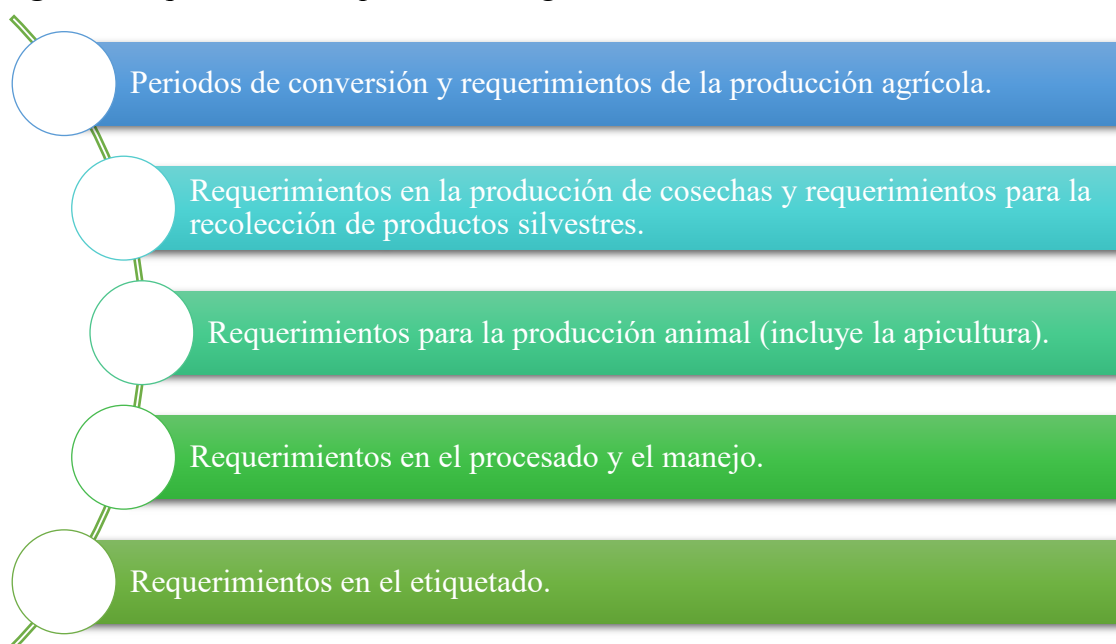 Periodos de conversión y requerimientos de la producción agrícola.
Requerimientos en la producción de cosechas y requerimientos para la
recolección de productos silvestres.
Requerimientos para la producción animal (incluye la apicultura).
Requerimientos en el procesado y el manejo.
Requerimientos en el etiquetado.